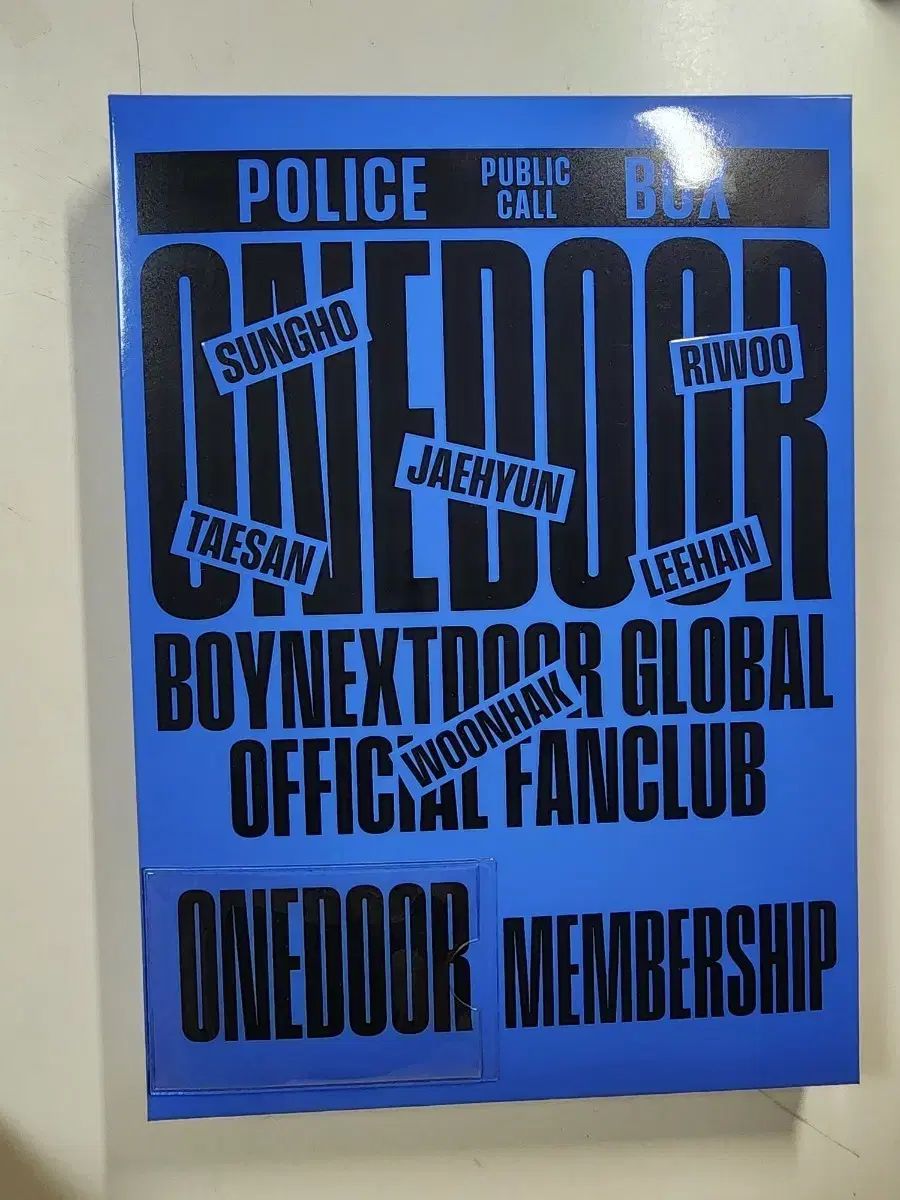 POLICE PUBLIC CALL BOX
ONEDOOR
SUNGHO
RIWOO
JAEHYUN
TAESAN
LEEHAN
BOYNEXTDOOR GLOBAL
WOONHAK
OFFICIAL FANCLUB
ONEDOOR MEMBERSHIP